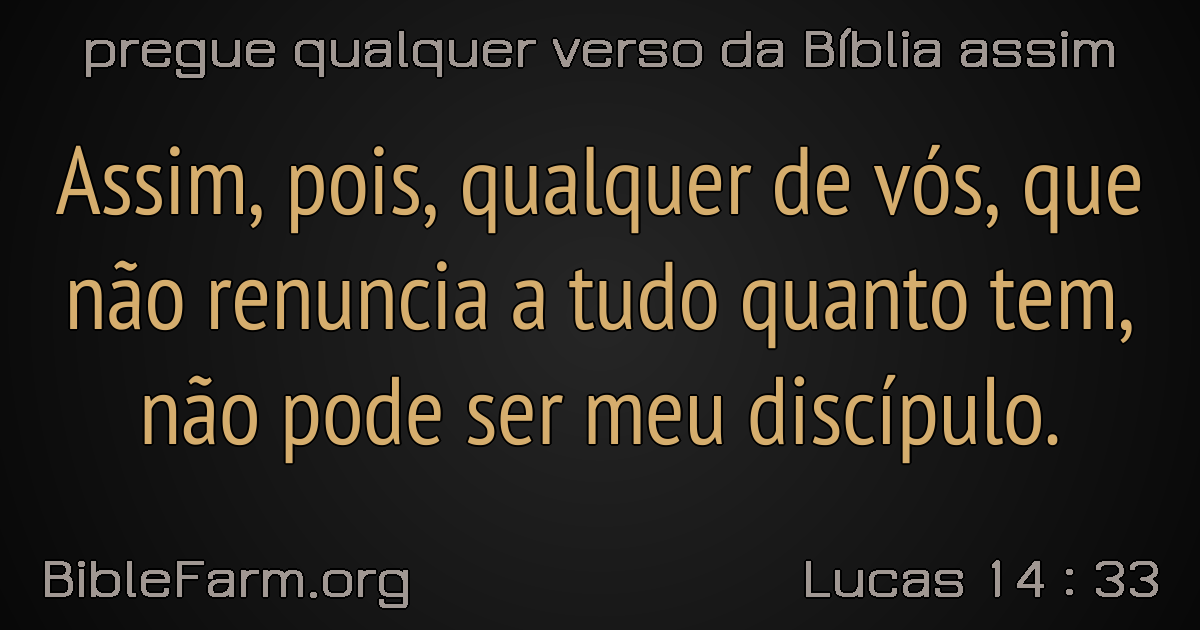 pregue qualquer verso da Bíblia assim
Assim, pois, qualquer de vós, que
não renuncia a tudo quanto tem,
não pode ser meu discípulo.
BibleFarm.org
Lucas 14 : 33